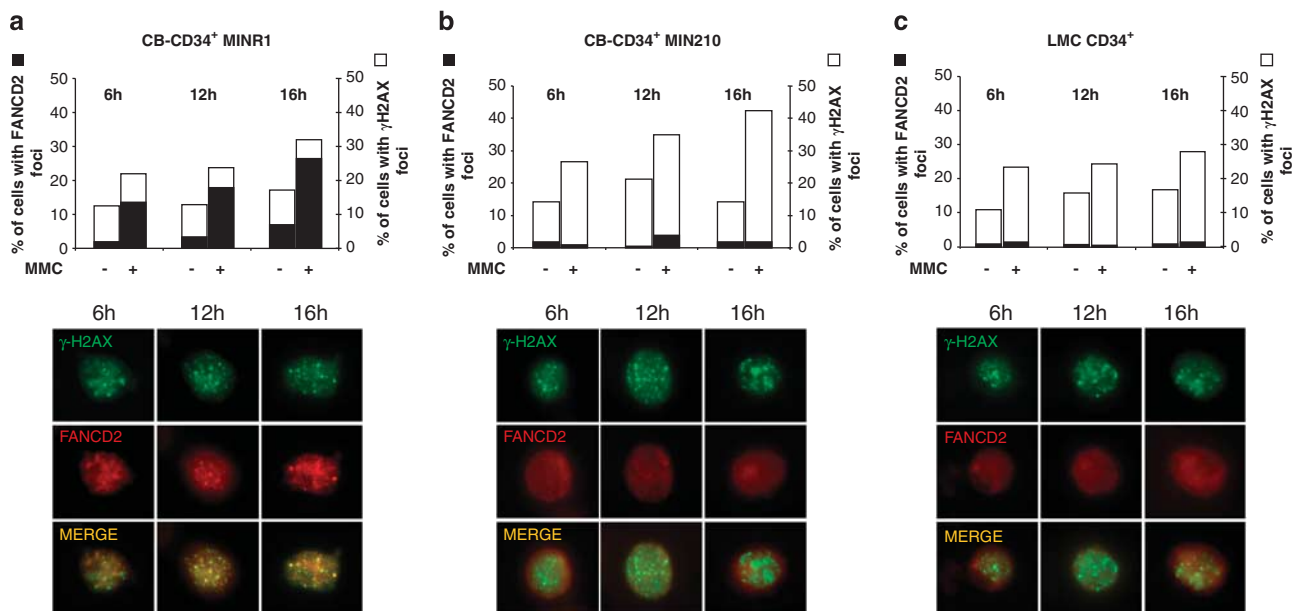 a
CB-CD34+ MINR1
% of cells with FANCD2
foci
% of cells with γH2AX
foci
50
40
30
20
10
0
50
40
30
20
10
0
6h 12h 16h
MMC - + - + - +
6h 12h 16h
γ-H2AX
FANCD2
MERGE
b
CB-CD34+ MIN210
% of cells with FANCD2
foci
% of cells with γH2AX
foci
50
40
30
20
10
0
50
40
30
20
10
0
6h 12h 16h
MMC - + - + - +
6h 12h 16h
γ-H2AX
FANCD2
MERGE
c
LMC CD34+
% of cells with FANCD2
foci
% of cells with γH2AX
foci
50
40
30
20
10
0
50
40
30
20
10
0
6h 12h 16h
MMC - + - + - +
6h 12h 16h
γ-H2AX
FANCD2
MERGE